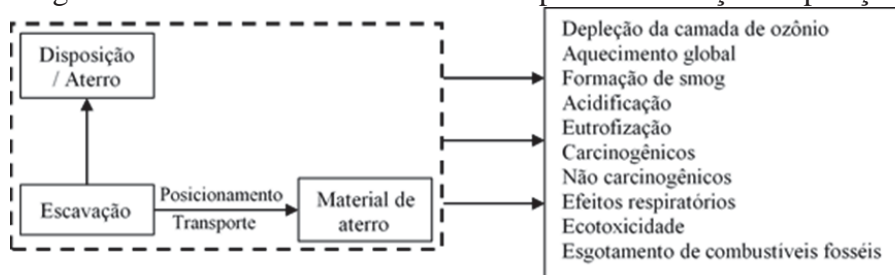 Disposição
/ Aterro
Escavação
Posicionamento
Transporte
Material de
aterro
Depleção da camada de ozônio
Aquecimento global
Formação de smog
Acidificação
Eutrofização
Carcinogênicos
Não carcinogênicos
Efeitos respiratórios
Ecotoxicidade
Esgotamento de combustíveis fosséis